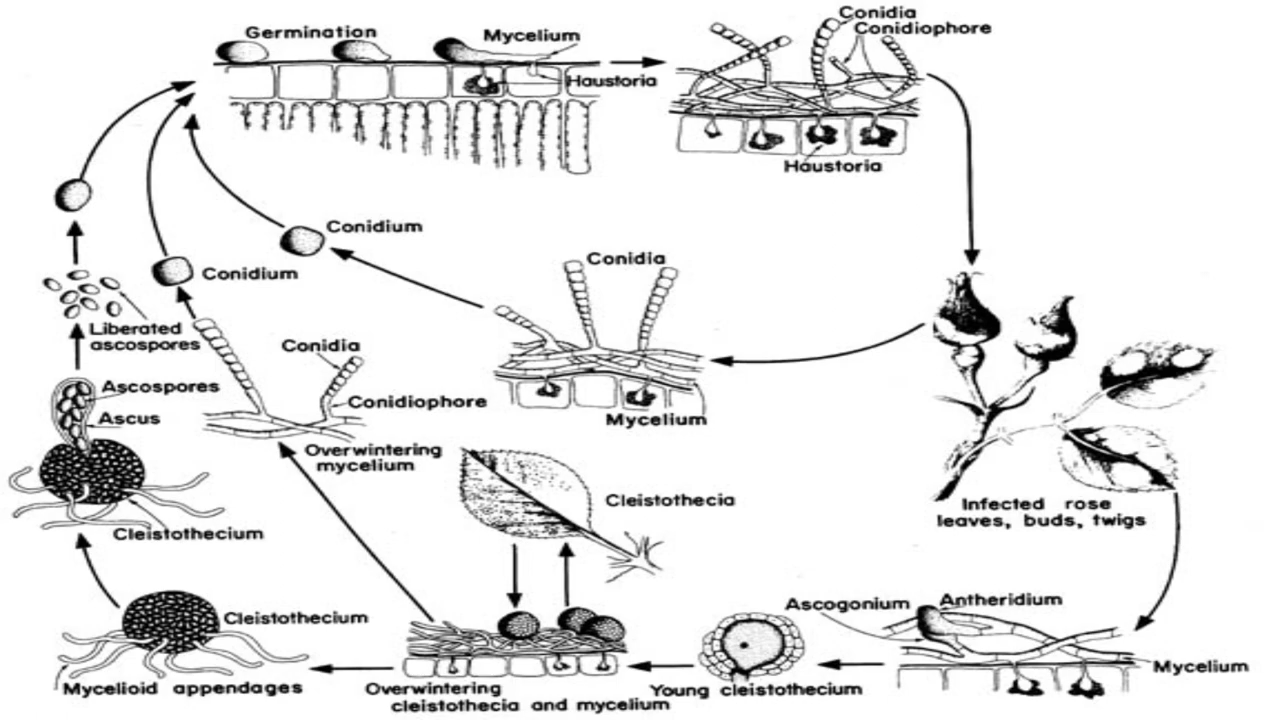 Germination
Mycelium
Haustoria
Conidia
Conidiophore
Haustoria
Conidium
Conidium
Conidia
Liberated
ascospores
Conidia
Ascospores
Conidiophore
Ascus
Mycelium
Overwintering
mycelium
Cleistothecia
Infected rose
leaves, buds, twigs
Cleistothecium
Ascogonium
Antheridium
Cleistothecium
Mycelium
Mycelioid appendages
Overwintering
cleistothecia and mycelium
Young cleistothecium